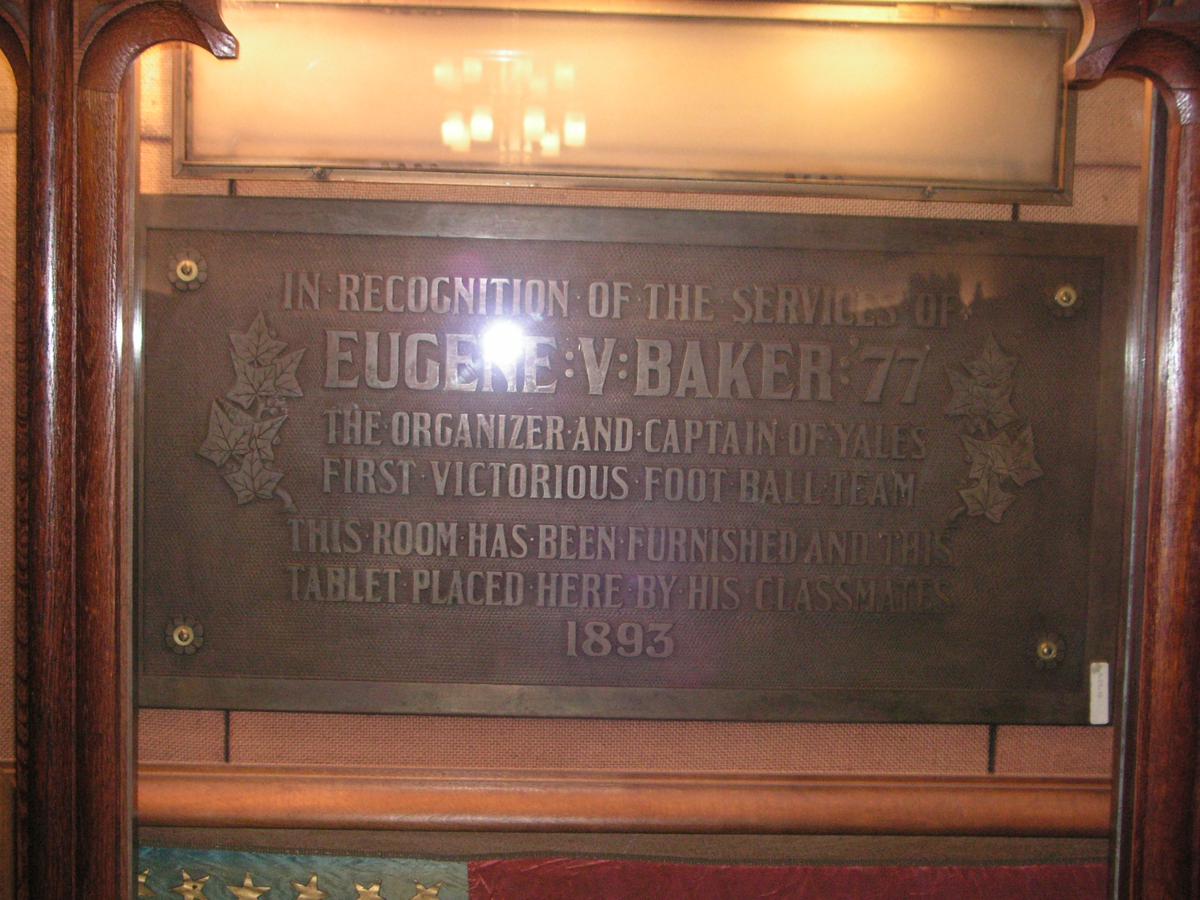 IN·RECOGNITION OF·THE·SERVICES·OF
EUGENE:V:BAKER:'77
THE·ORGANIZER·AND·CAPTAIN·OF·YALES
FIRST·VICTORIOUS·FOOT BALL·TEAM
THIS·ROOM·HAS·BEEN·FURNISHED·AND·THIS
TABLET·PLACED·HERE·BY·HIS·CLASSMATES
1893